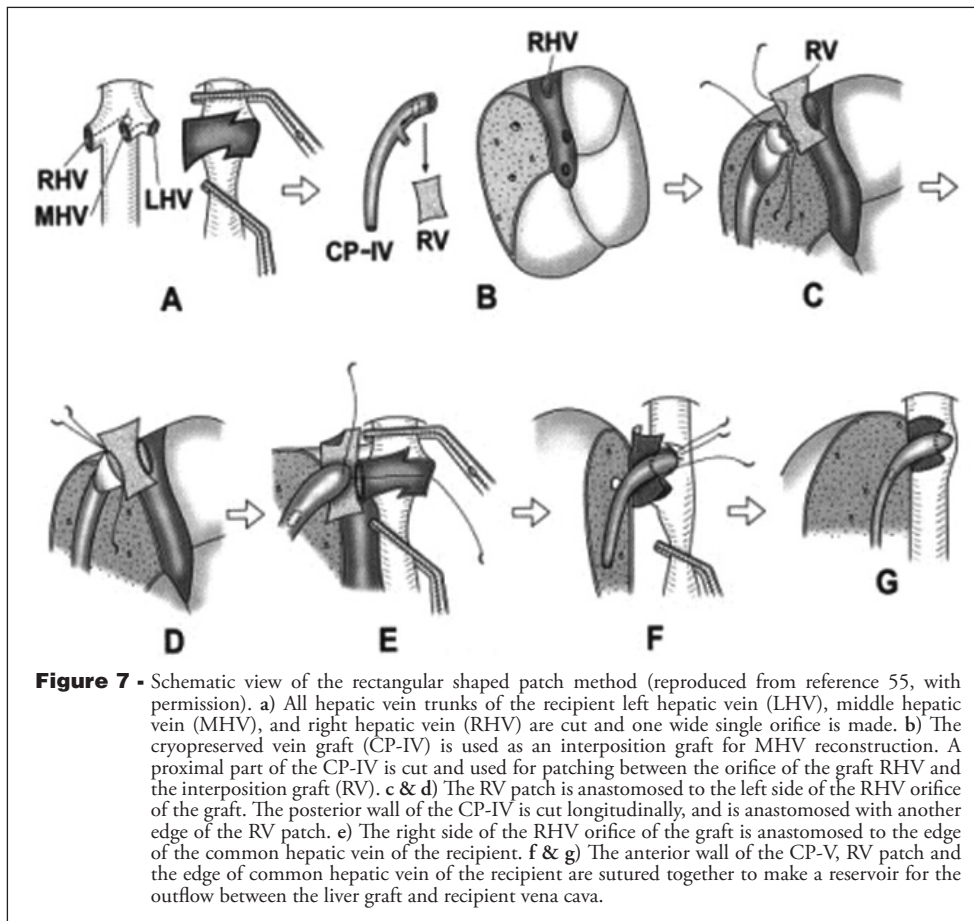 RHV
RV
RHV
MHV
LHV
CP-IV
RV
A
B
C
D
E
F
G
Figure 7 - Schematic view of the rectangular shaped patch method (reproduced from reference 55, with
permission). a) All hepatic vein trunks of the recipient left hepatic vein (LHV), middle hepatic
vein (MHV), and right hepatic vein (RHV) are cut and one wide single orifice is made. b) The
cryopreserved vein graft (CP-IV) is used as an interposition graft for MHV reconstruction. A
proximal part of the CP-IV is cut and used for patching between the orifice of the graft RHV and
the interposition graft (RV). c & d) The RV patch is anastomosed to the left side of the RHV orifice
of the graft. The posterior wall of the CP-IV is cut longitudinally, and is anastomosed with another
edge of the RV patch. e) The right side of the RHV orifice of the graft is anastomosed to the edge
of the common hepatic vein of the recipient. f & g) The anterior wall of the CP-V, RV patch and
the edge of common hepatic vein of the recipient are sutured together to make a reservoir for the
outflow between the liver graft and recipient vena cava.